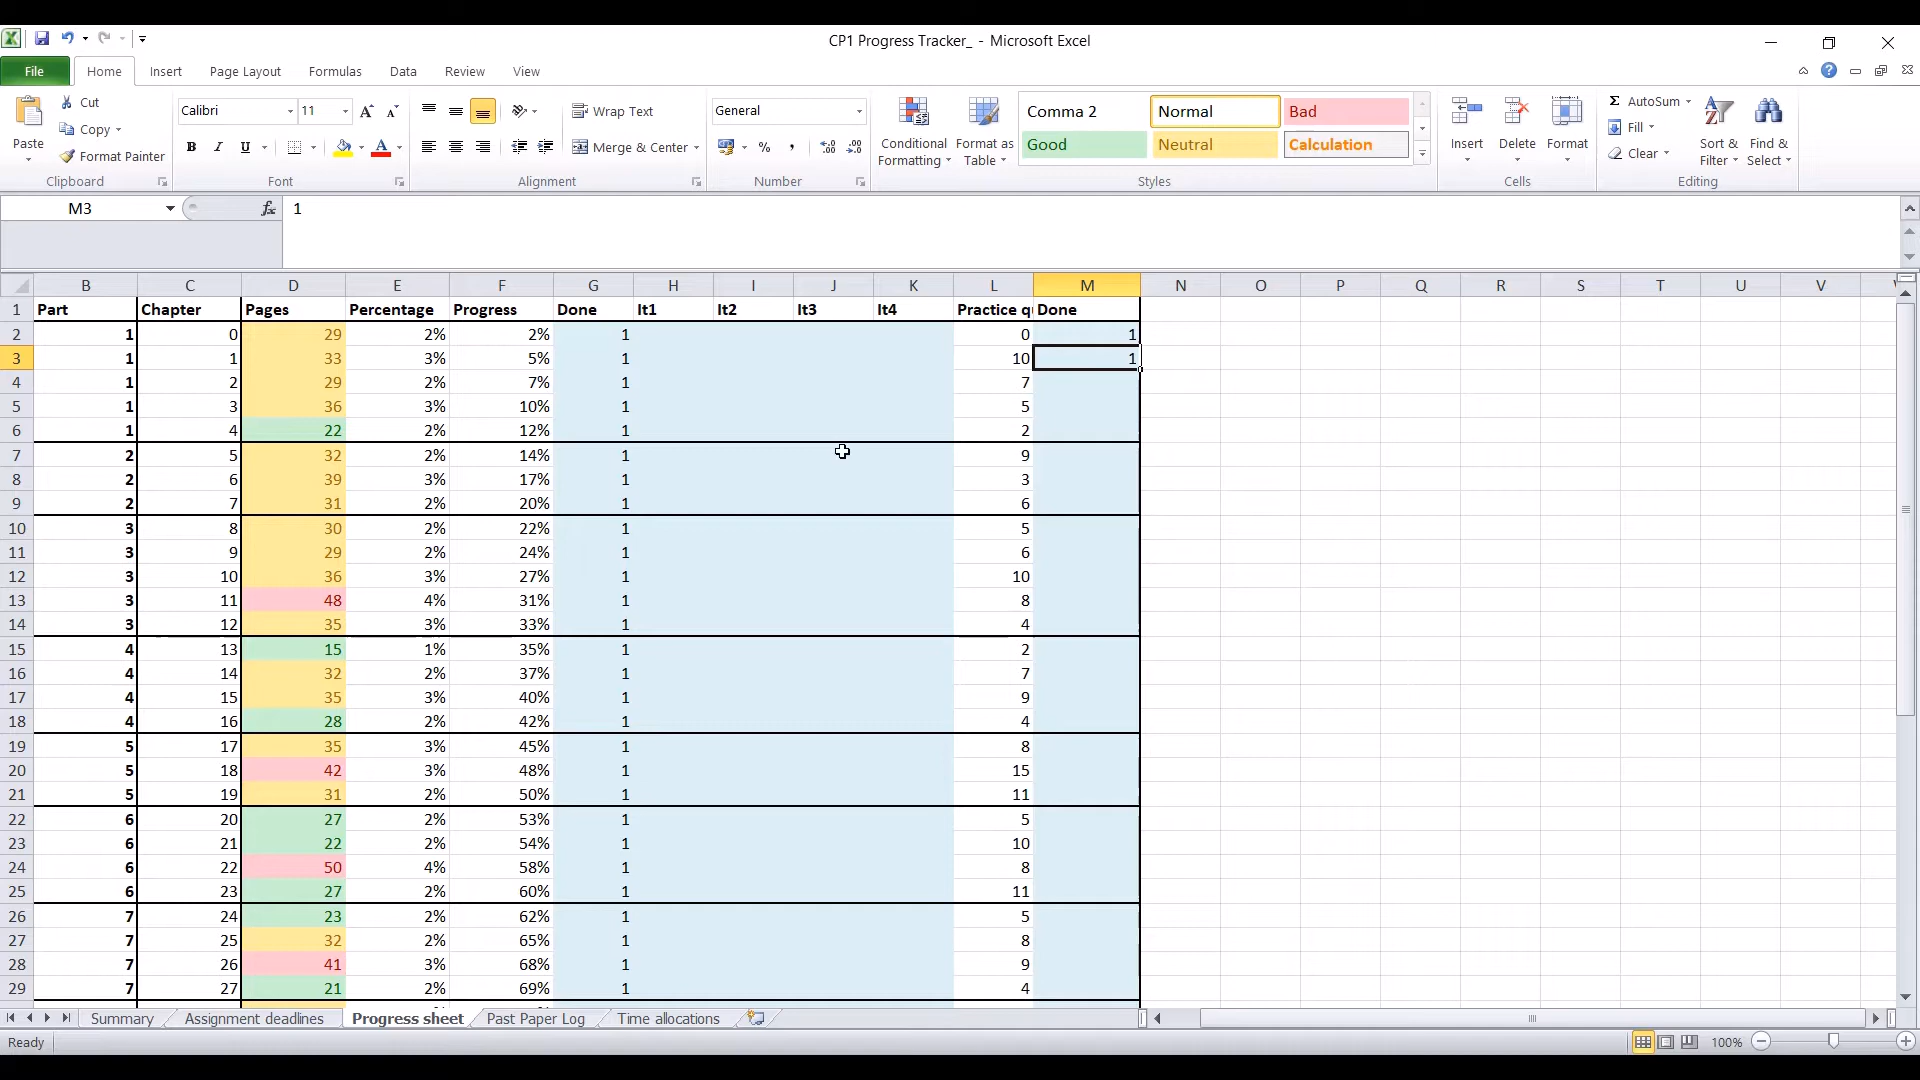 CP1 Progress Tracker_ - Microsoft Excel
File Home Insert Page Layout Formulas Data Review View
Paste
Cut
Copy
Format Painter
Clipboard
Calibri 11
B I U A
Font
Wrap Text
Merge & Center
Alignment
General
% ,
Number
Conditional Formatting
Format as Table
Comma 2 Normal Bad
Good Neutral Calculation
Styles
Insert Delete Format
Cells
AutoSum
Fill
Clear
Sort & Filter
Find & Select
Editing
M3 fx 1
B C D E F G H I J K L M N O P Q R S T U V
1 Part Chapter Pages Percentage Progress Done It1 It2 It3 It4 Practice q Done
2 1 0 29 2% 2% 1 0 1
3 1 1 33 3% 5% 1 10 1
4 1 2 29 2% 7% 1 7
5 1 3 36 3% 10% 1 5
6 1 4 22 2% 12% 1 2
7 2 5 32 2% 14% 1 9
8 2 6 39 3% 17% 1 3
9 2 7 31 2% 20% 1 6
10 3 8 30 2% 22% 1 5
11 3 9 29 2% 24% 1 6
12 3 10 36 3% 27% 1 10
13 3 11 48 4% 31% 1 8
14 3 12 35 3% 33% 1 4
15 4 13 15 1% 35% 1 2
16 4 14 32 2% 37% 1 7
17 4 15 35 3% 40% 1 9
18 4 16 28 2% 42% 1 4
19 5 17 35 3% 45% 1 8
20 5 18 42 3% 48% 1 15
21 5 19 31 2% 50% 1 11
22 6 20 27 2% 53% 1 5
23 6 21 22 2% 54% 1 10
24 6 22 50 4% 58% 1 8
25 6 23 27 2% 60% 1 11
26 7 24 23 2% 62% 1 5
27 7 25 32 2% 65% 1 8
28 7 26 41 3% 68% 1 9
29 7 27 21 2% 69% 1 4
Summary Assignment deadlines Progress sheet Past Paper Log Time allocations
Ready 100%